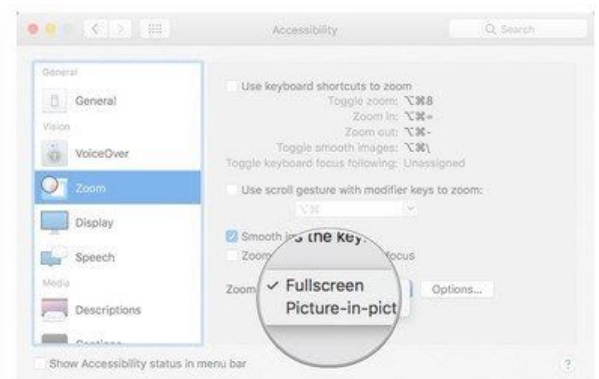 Accessibility
Search
General
General
Vision
VoiceOver
Zoom
Display
Speech
Media
Descriptions
Use keyboard shortcuts to zoom
Toggle zoom: ⌥⌘8
Zoom in: ⌥⌘=
Zoom out: ⌥⌘-
Toggle smooth images: ⌥⌘\
Toggle keyboard focus following: Unassigned
Use scroll gesture with modifier keys to zoom:
Smooth
s the key
Zoom
Zoom
✓ Fullscreen
Picture-in-pict
Options...
Show Accessibility status in menu bar
?